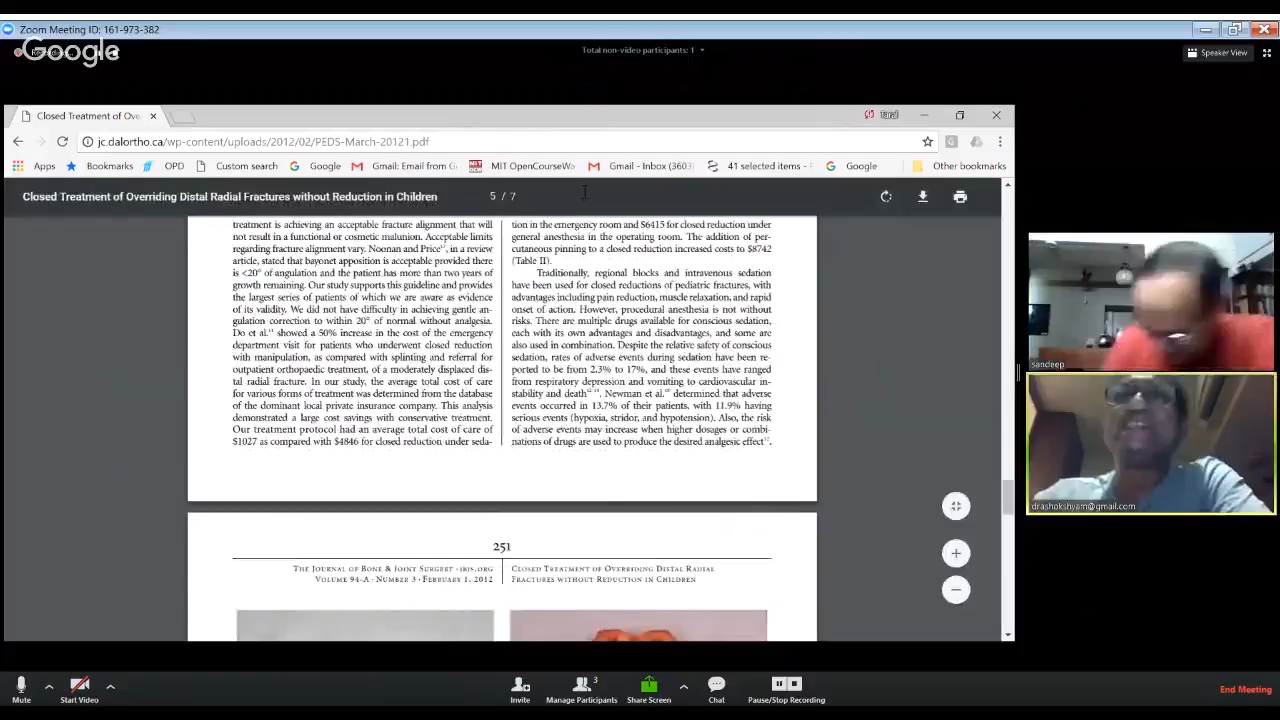 Zoom Meeting ID: 161-973-382
Google
Total non-video participants: 1
Speaker View
Closed Treatment of Over
Taral
jc.dalortho.ca/wp-content/uploads/2012/02/PEDS-March-20121.pdf
Apps Bookmarks OPD Custom search Google Gmail: Email from G MIT OpenCourseWa Gmail - Inbox (3603) 41 selected items - Google Other bookmarks
Closed Treatment of Overriding Distal Radial Fractures without Reduction in Children 5 / 7
treatment is achieving an acceptable fracture alignment that will
not result in a functional or cosmetic malunion. Acceptable limits
regarding fracture alignment vary. Noonan and Price, in a review
article, stated that bayonet apposition is acceptable provided there
is <20° of angulation and the patient has more than two years of
growth remaining. Our study supports this guideline and provides
the largest series of patients of which we are aware as evidence
of its validity. We did not have difficulty in achieving gentle an-
gulation correction to within 20° of normal without analgesia.
Do et al. showed a 50% increase in the cost of the emergency
department visit for patients who underwent closed reduction
with manipulation, as compared with splinting and referral for
outpatient orthopaedic treatment, of a moderately displaced dis-
tal radial fracture. In our study, the average total cost of care
for various forms of treatment was determined from the database
of the dominant local private insurance company. This analysis
demonstrated a large cost savings with conservative treatment.
Our treatment protocol had an average total cost of care of
$1027 as compared with $4846 for closed reduction under seda-
tion in the emergency room and $6415 for closed reduction under
general anesthesia in the operating room. The addition of per-
cutaneous pinning to a closed reduction increased costs to $8742
(Table II).
Traditionally, regional blocks and intravenous sedation
have been used for closed reductions of pediatric fractures, with
advantages including pain reduction, muscle relaxation, and rapid
onset of action. However, procedural anesthesia is not without
risks. There are multiple drugs available for conscious sedation,
each with its own advantages and disadvantages, and some are
also used in combination. Despite the relative safety of conscious
sedation, rates of adverse events during sedation have been re-
ported to be from 2.3% to 17%, and these events have ranged
from respiratory depression and vomiting to cardiovascular in-
stability and death. Newman et al. determined that adverse
events occurred in 13.7% of their patients, with 11.9% having
serious events (hypoxia, stridor, and hypotension). Also, the risk
of adverse events may increase when higher dosages or combi-
nations of drugs are used to produce the desired analgesic effect.
251
The Journal of Bone & Joint Surgery · jbjs.org
Volume 94-A · Number 3 · February 1, 2012
Closed Treatment of Overriding Distal Radial
Fractures without Reduction in Children
sandeep
drashokshyam@gmail.com
Mute Start Video Invite Manage Participants 3 Share Screen Chat Pause/Stop Recording End Meeting